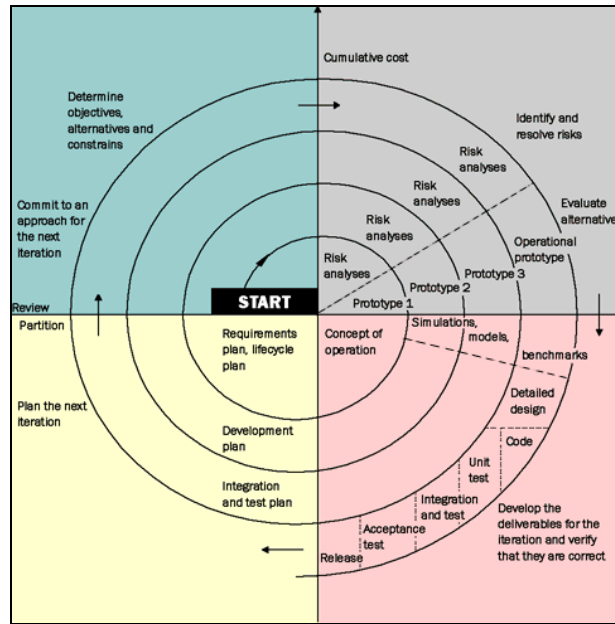 Cumulative cost
Determine
objectives,
alternatives and
constrains
Identify and
resolve risks
Risk
analyses
Risk
analyses
Risk
analyses
Risk
analyses
Commit to an
approach for
the next
iteration
Evaluate
alternative
Operational
prototype
Prototype 3
Prototype 2
Prototype 1
START
Review
Partition
Requirements
plan, lifecycle
plan
Concept of
operation
Simulations,
models,
benchmarks
Plan the next
iteration
Development
plan
Integration
and test plan
Detailed
design
Code
Unit
test
Integration
and test
Acceptance
test
Release
Develop the
deliverables for the
iteration and verify
that they are correct